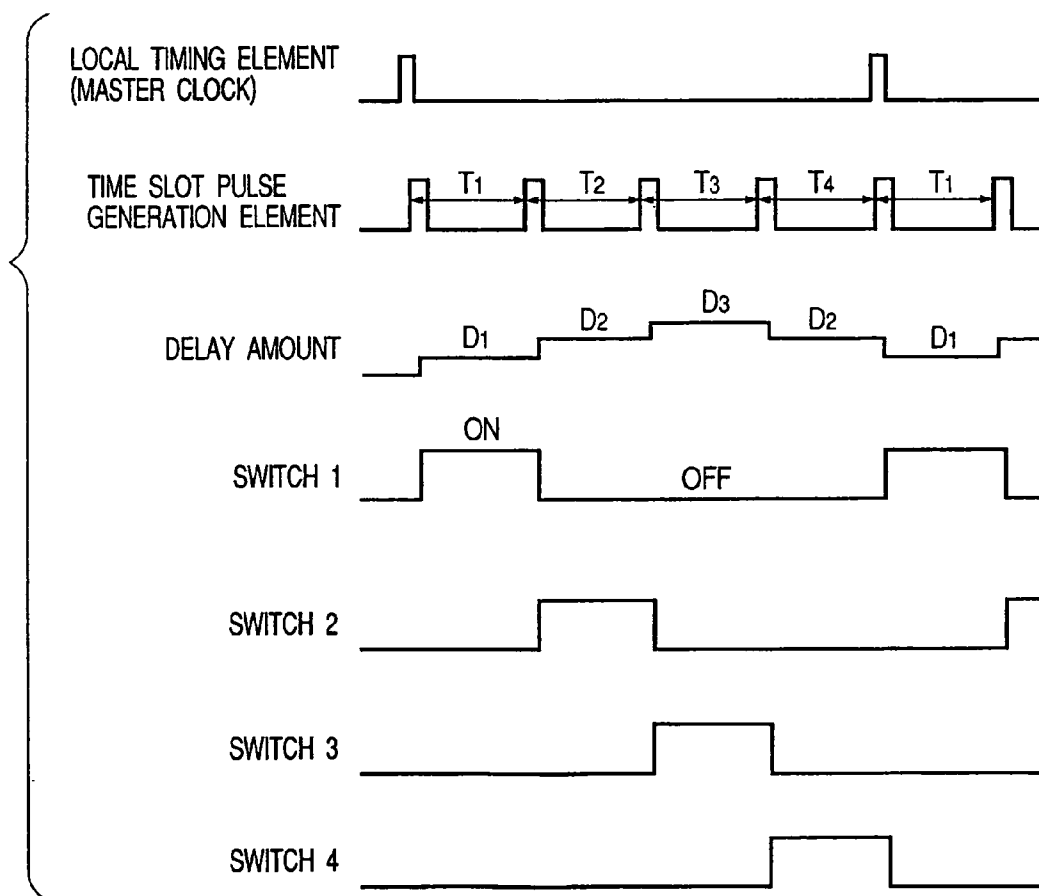 LOCAL TIMING ELEMENT
(MASTER CLOCK)
TIME SLOT PULSE
GENERATION ELEMENT
T1 T2 T3 T4 T1
DELAY AMOUNT
D1 D2 D3 D2 D1
SWITCH 1
ON
OFF
SWITCH 2
SWITCH 3
SWITCH 4